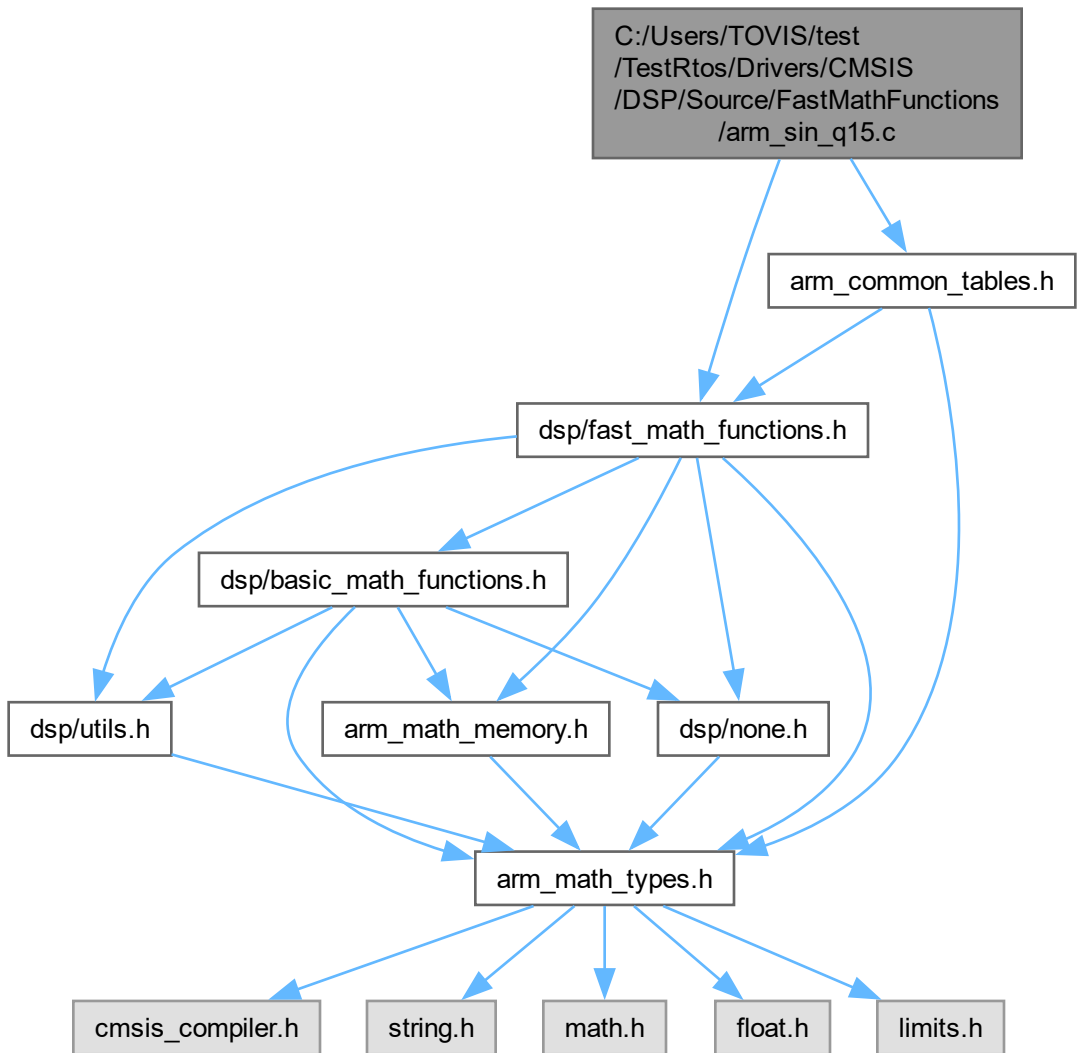 C:/Users/TOVIS/test
/TestRtos/Drivers/CMSIS
/DSP/Source/FastMathFunctions
/arm_sin_q15.c
arm_common_tables.h
dsp/fast_math_functions.h
dsp/basic_math_functions.h
dsp/utils.h
arm_math_memory.h
dsp/none.h
arm_math_types.h
cmsis_compiler.h
string.h
math.h
float.h
limits.h